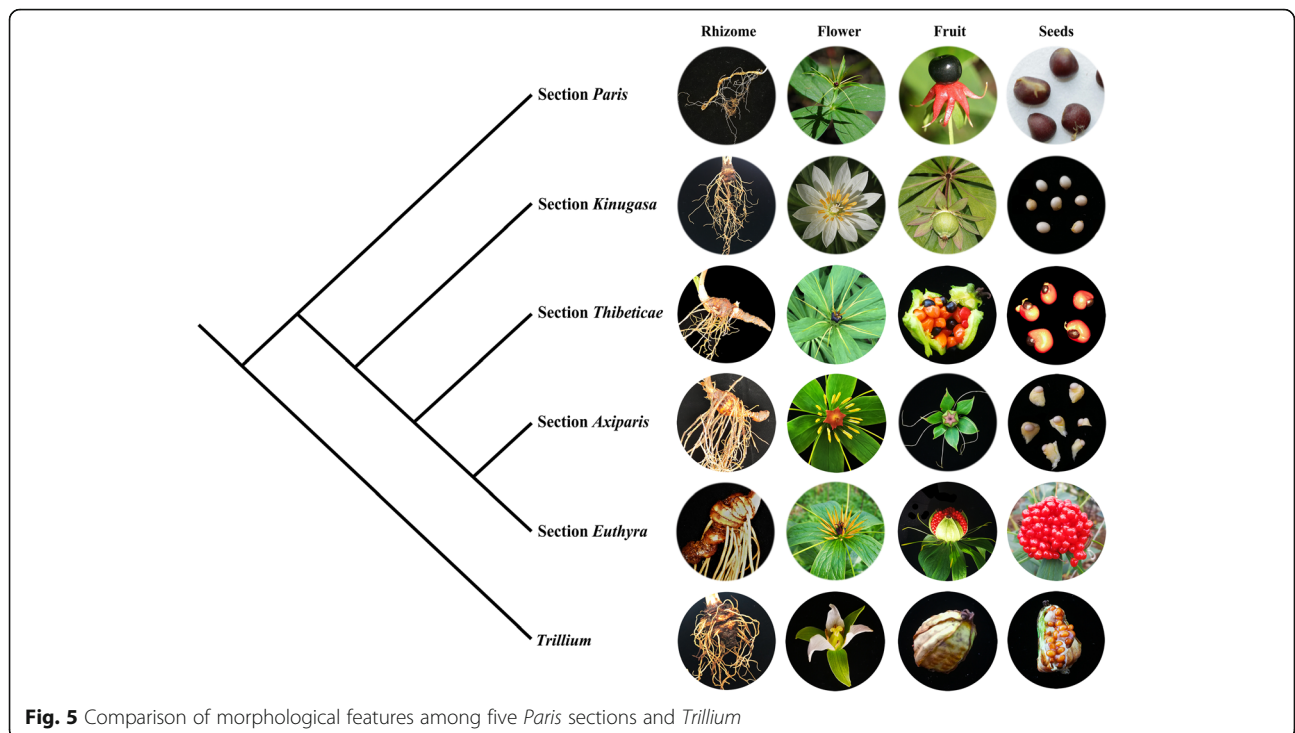 Rhizome Flower Fruit Seeds
Section Paris
Section Kinugasa
Section Thibeticae
Section Axiparis
Section Euthyra
Trillium
Fig. 5 Comparison of morphological features among five Paris sections and Trillium